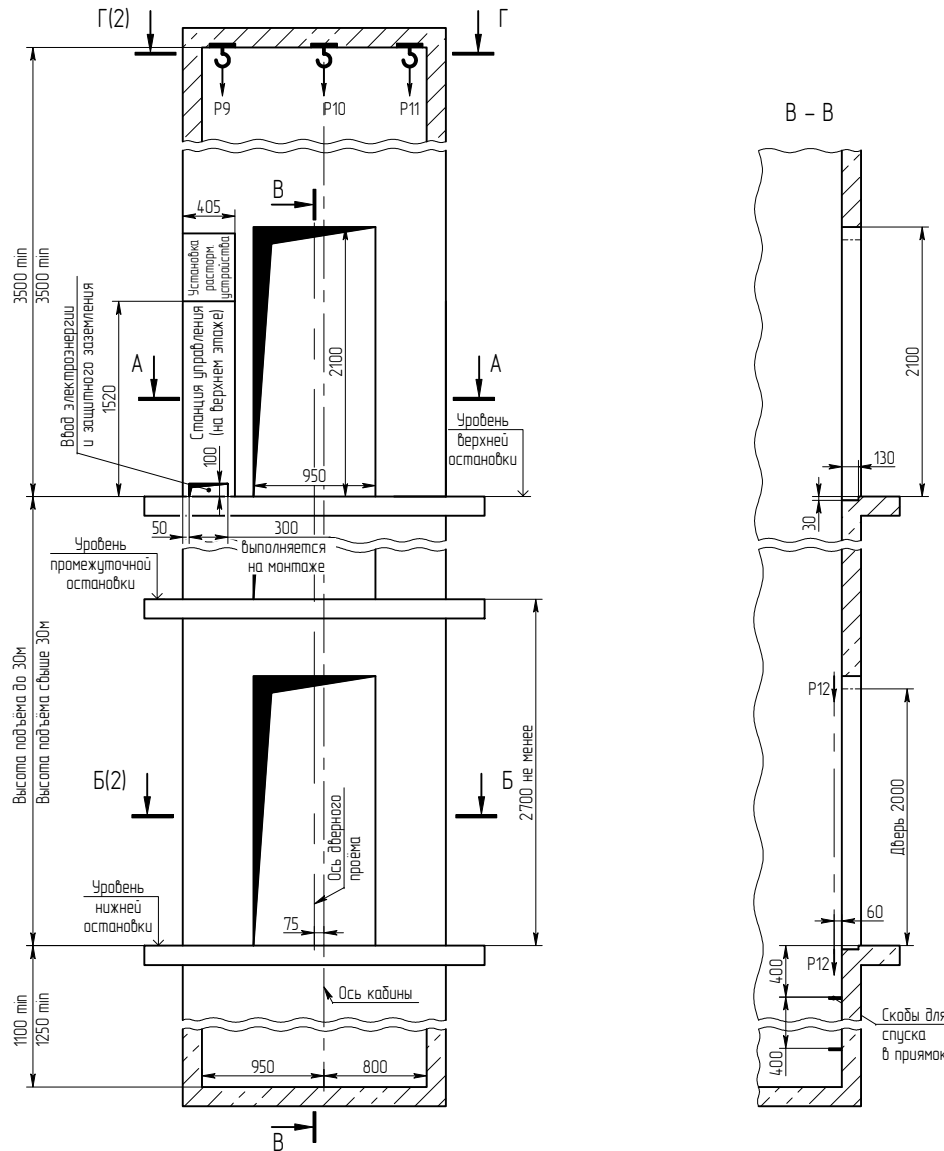 Г(2)
Г
P9
P10
P11
В – В
В
405
Установка
расторм.
устройства
3500 min
3500 min
Ввод электроэнергии
и защитного заземления
1520
Станция управления
(на верхнем этаже)
100
2100
2100
А
А
Уровень
верхней
остановки
950
130
30
50
300
выполняется
на монтаже
Уровень
промежуточной
остановки
Высота подъёма до 30м
Высота подъёма свыше 30м
P12
2700 не менее
Дверь 2000
Б(2)
Б
Ось дверного
проёма
Уровень
нижней
остановки
75
60
P12
400
Ось кабины
1100 min
1250 min
Скобы для
спуска
в приямок
400
950
800
В